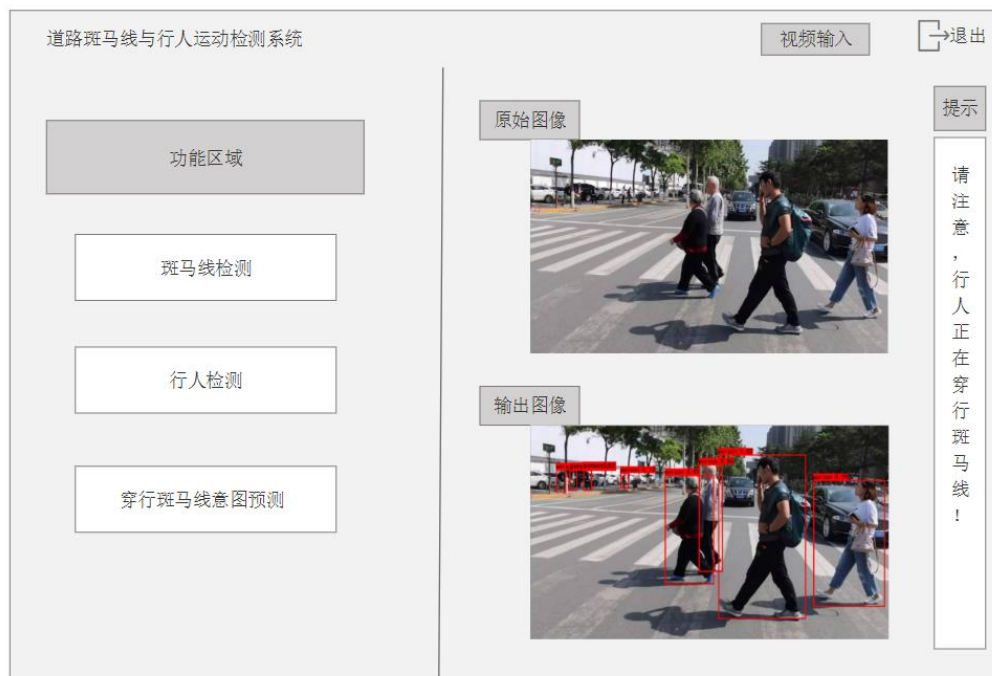 道路斑马线与行人运动检测系统
视频输入
退出
功能区域
斑马线检测
行人检测
穿行斑马线意图预测
原始图像
输出图像
提示
请注意,行人正在穿行斑马线!